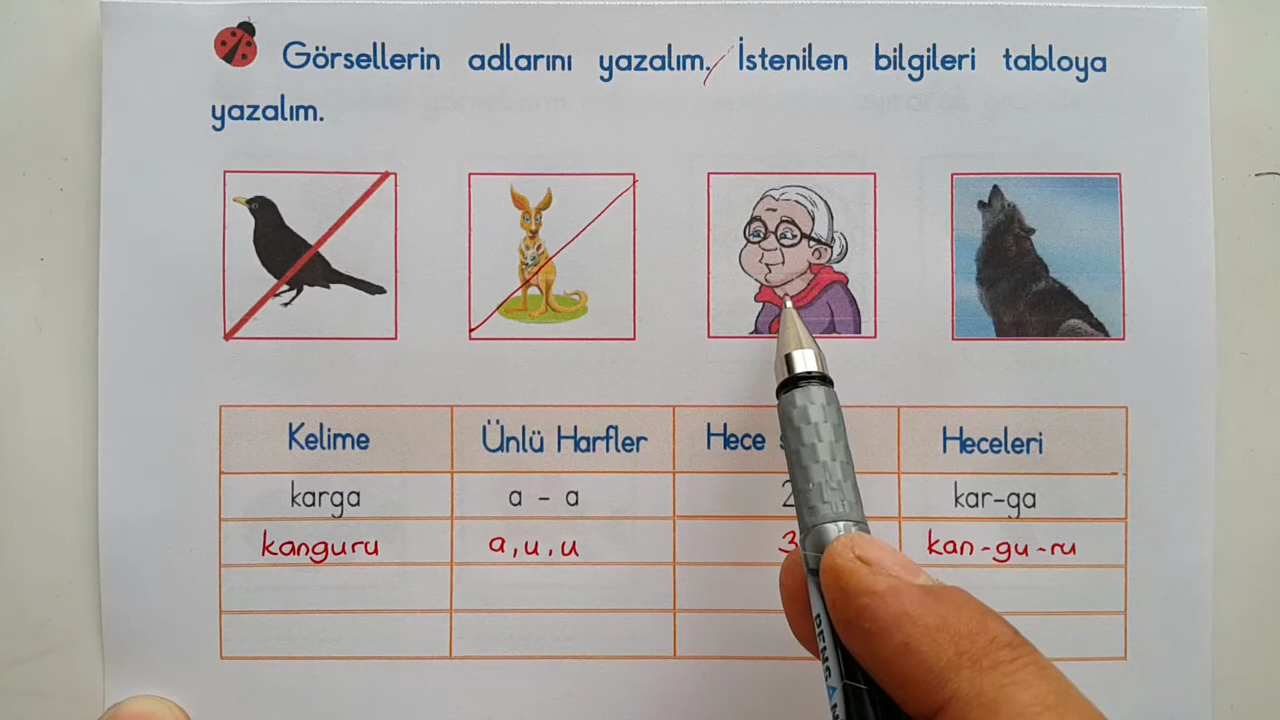 Görsellerin adlarını yazalım. İstenilen bilgileri tabloya
yazalım.
Kelime Ünlü Harfler Hece Heceleri
karga a - a 2 kar-ga
kanguru a, u, u 3 kan-gu-ru